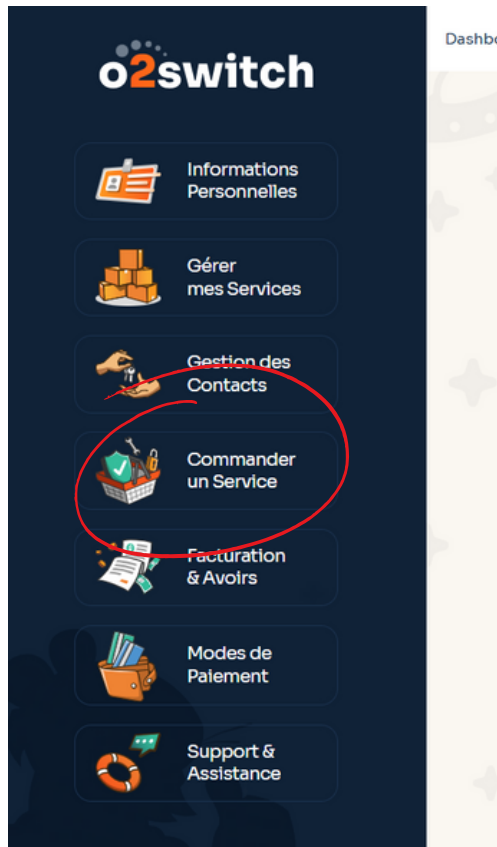 Dashbo
o2switch
Informations
Personnelles
Gérer
mes Services
Gestion des
Contacts
Commander
un Service
Facturation
& Avoirs
Modes de
Paiement
Support &
Assistance